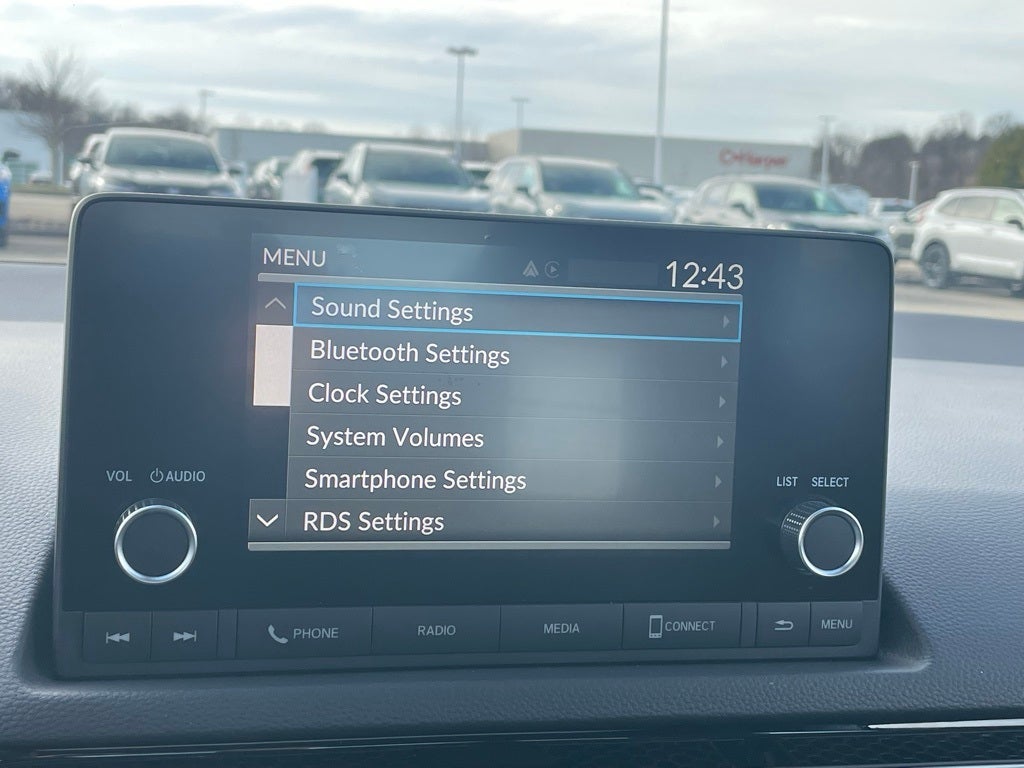 MENU
12:43
Sound Settings
Bluetooth Settings
Clock Settings
System Volumes
Smartphone Settings
RDS Settings
VOL AUDIO
LIST SELECT
PHONE RADIO MEDIA CONNECT MENU